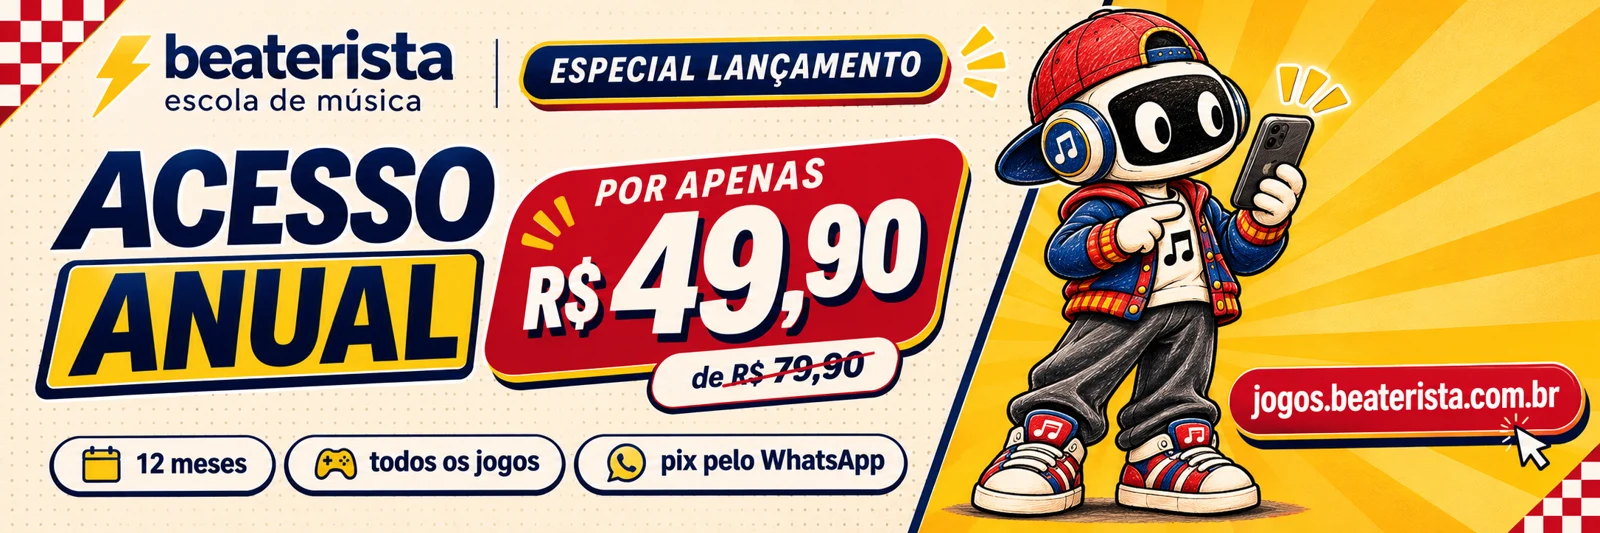 beaterista
escola de música
ESPECIAL LANÇAMENTO
ACESSO
ANUAL
POR APENAS
R$ 49,90
de R$ 79,90
12 meses
todos os jogos
pix pelo WhatsApp
jogos.beaterista.com.br